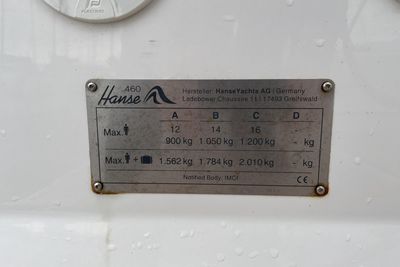 460
Hanse
Hersteller: HanseYachts AG | Germany
Ledebower Chaussee 11 | 17493 Greifswald
A B C D
Max. 12 14 16 -
900 kg 1.050 kg 1.200 kg - kg
Max. + 1.562 kg 1.784 kg 2.010 kg - kg
Notified Body: IMCI CE